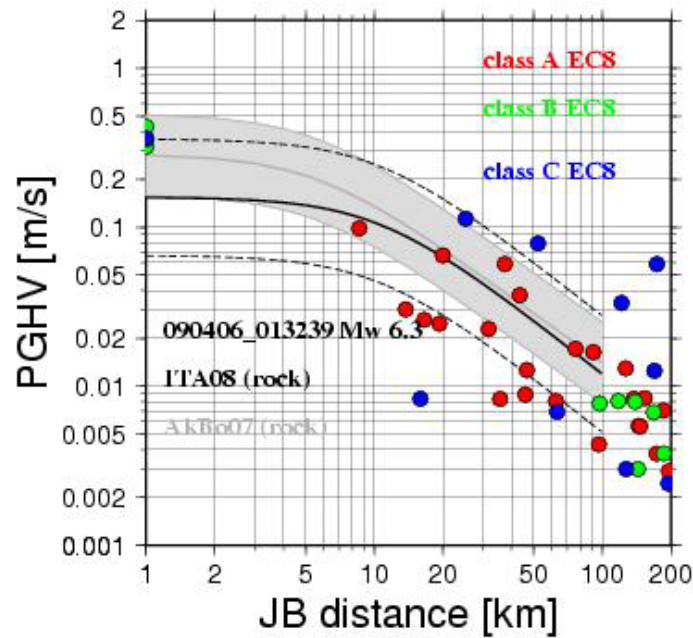 2
1
0.5
0.2
0.1
0.05
0.02
0.01
0.005
0.002
0.001
PGHV [m/s]
class A EC8
class B EC8
class C EC8
090406_013239 Mw 6.3
ITA08 (rock)
AkBo07 (rock)
1 2 5 10 20 50 100 200
JB distance [km]